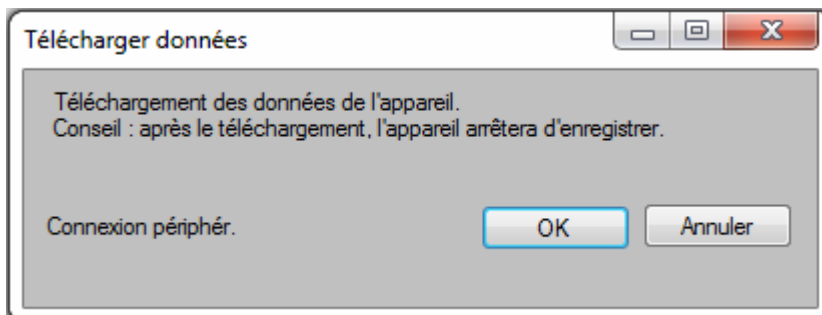 Télécharger données
Téléchargement des données de l'appareil.
Conseil : après le téléchargement, l'appareil arrêtera d'enregistrer.
Connexion périphér.
OK
Annuler